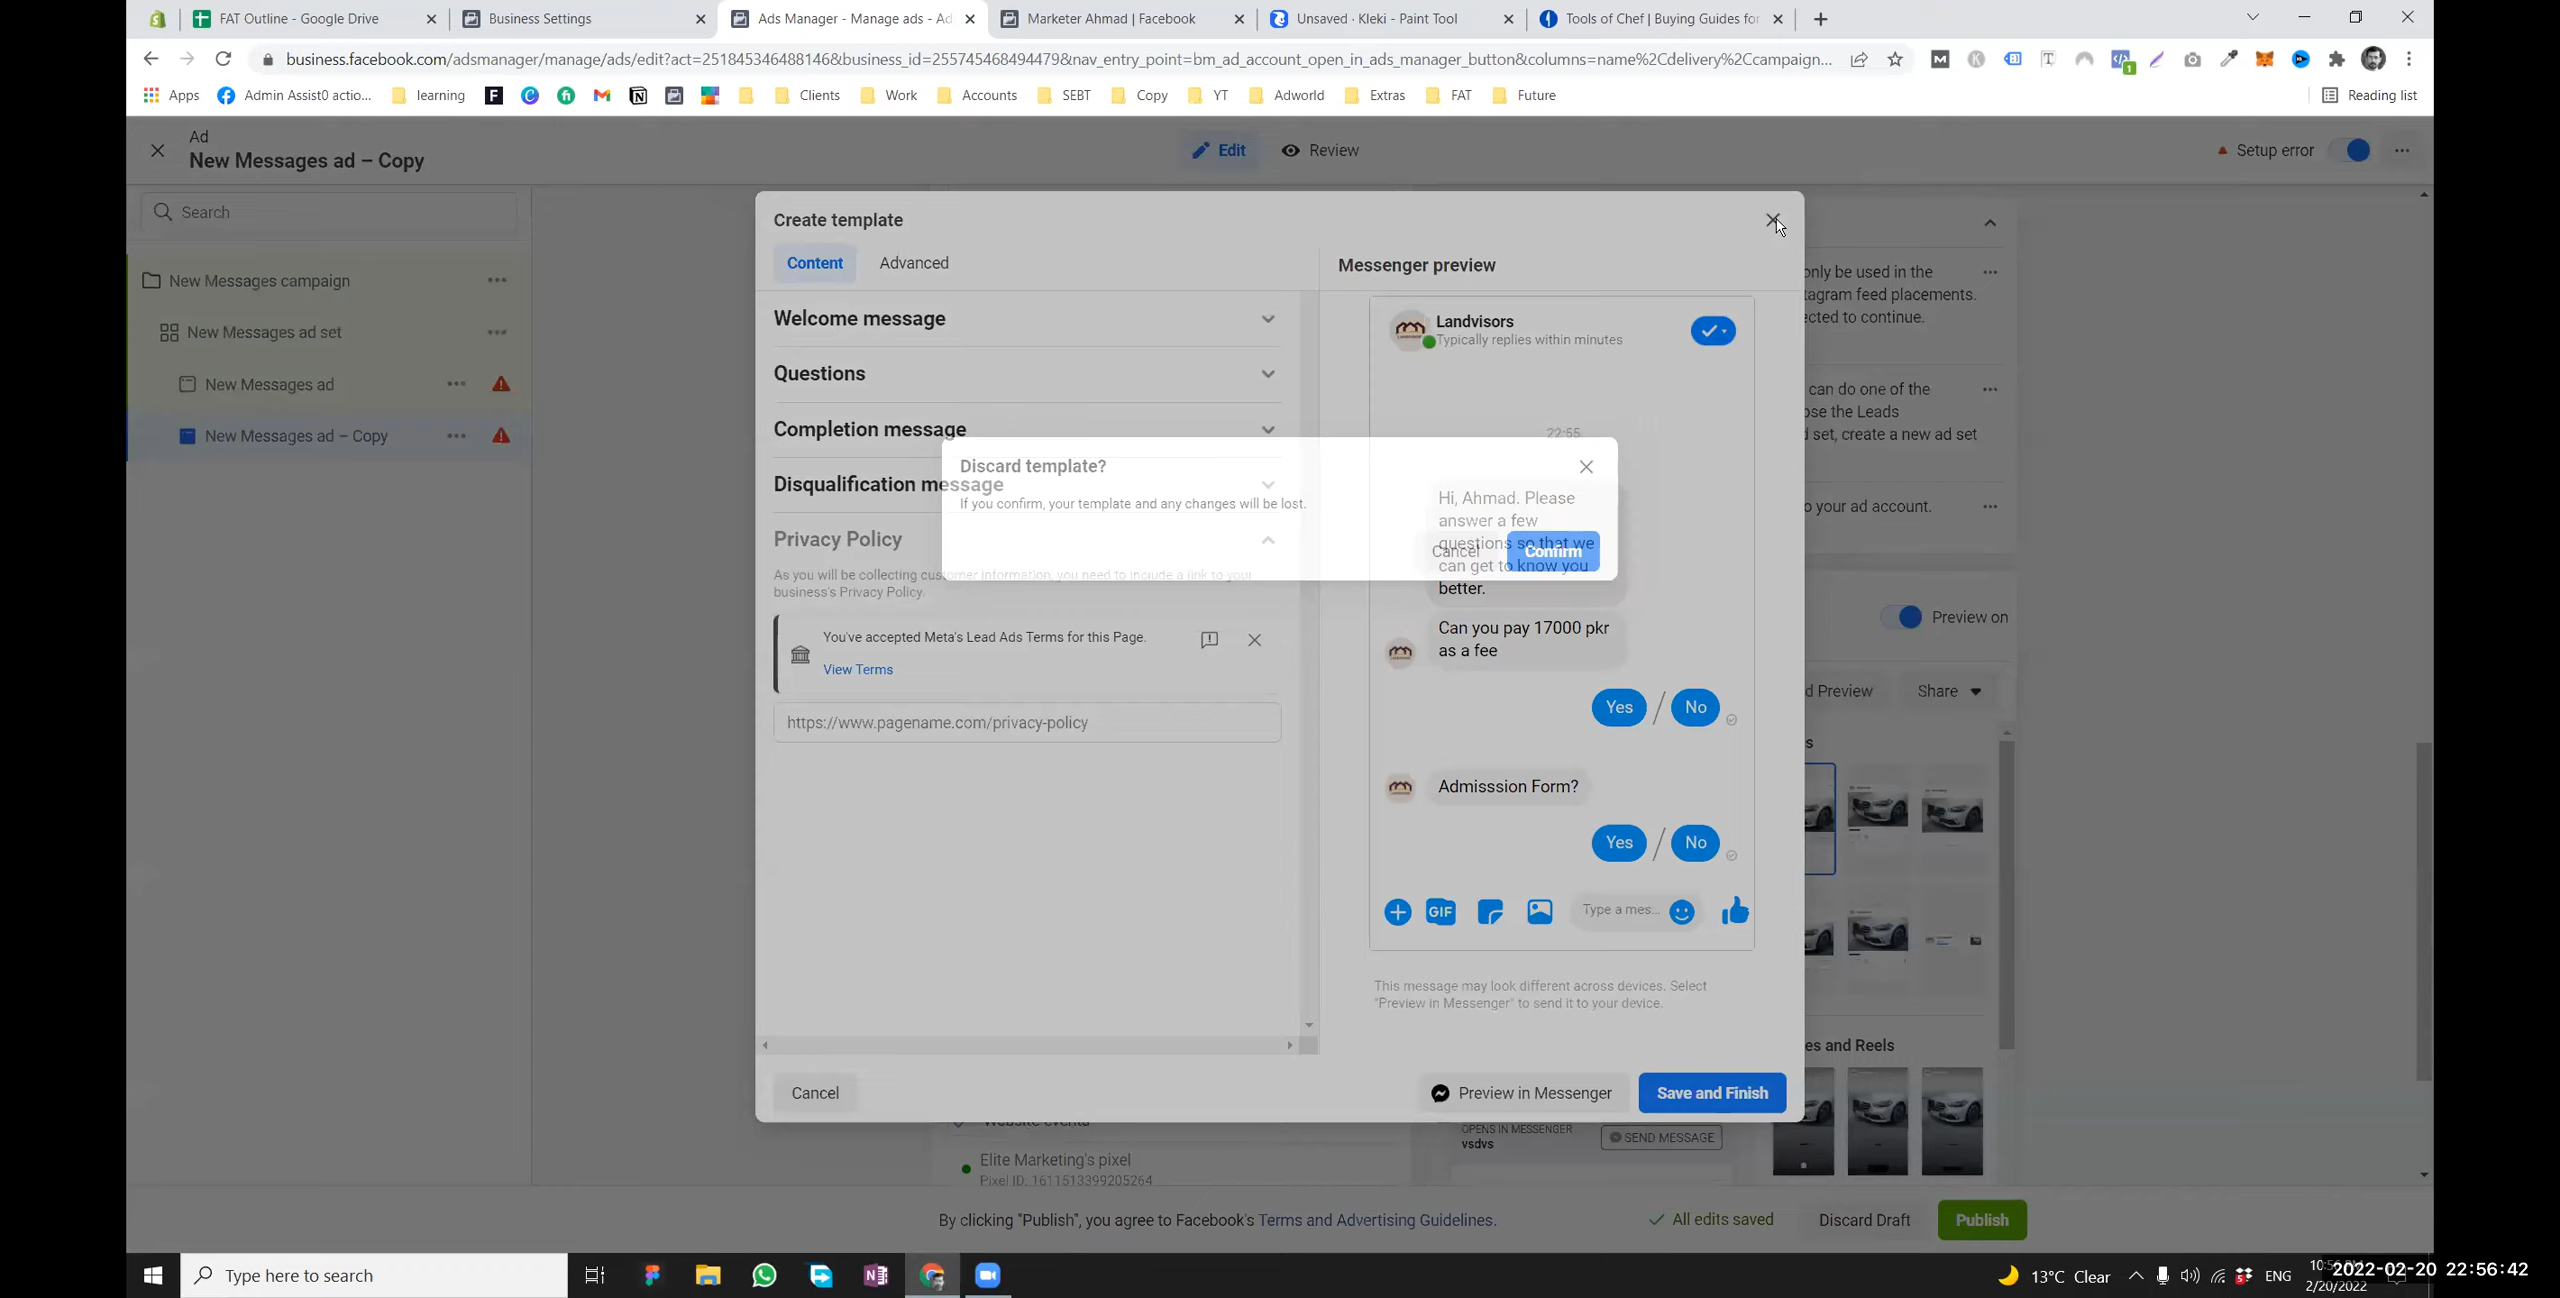 FAT Outline - Google Drive
Business Settings
Ads Manager - Manage ads - Ad
Marketer Ahmad | Facebook
Unsaved · Kleki - Paint Tool
Tools of Chef | Buying Guides for
business.facebook.com/adsmanager/manage/ads/edit?act=251845346488146&business_id=255745468494479&nav_entry_point=bm_ad_account_open_in_ads_manager_button&columns=name%2Cdelivery%2Ccampaign...
Apps
Admin Assist0 actio...
learning
Clients
Work
Accounts
SEBT
Copy
YT
Adworld
Extras
FAT
Future
Reading list
Ad
New Messages ad – Copy
Edit
Review
Setup error
Search
New Messages campaign
New Messages ad set
New Messages ad
New Messages ad – Copy
Create template
Content
Advanced
Messenger preview
Welcome message
Questions
Completion message
Disqualification message
Privacy Policy
As you will be collecting customer information, you need to include a link to your
business's Privacy Policy.
You've accepted Meta's Lead Ads Terms for this Page.
View Terms
https://www.pagename.com/privacy-policy
Discard template?
If you confirm, your template and any changes will be lost.
Cancel
Confirm
Landvisors
Typically replies within minutes
22:55
Hi, Ahmad. Please
answer a few
questions so that we
can get to know you
better.
Can you pay 17000 pkr
as a fee
Yes / No
Admisssion Form?
Yes / No
GIF
Type a mes...
This message may look different across devices. Select
"Preview in Messenger" to send it to your device.
Cancel
Preview in Messenger
Save and Finish
only be used in the
tagram feed placements.
ected to continue.
can do one of the
ose the Leads
d set, create a new ad set
o your ad account.
Preview on
d Preview
Share
s
es and Reels
Website events
Elite Marketing's pixel
Pixel ID: 1611513399205264
OPENS IN MESSENGER
vsdvs
SEND MESSAGE
By clicking "Publish", you agree to Facebook's Terms and Advertising Guidelines.
All edits saved
Discard Draft
Publish
Type here to search
13°C Clear
ENG
2/20/2022
2022-02-20 22:56:42